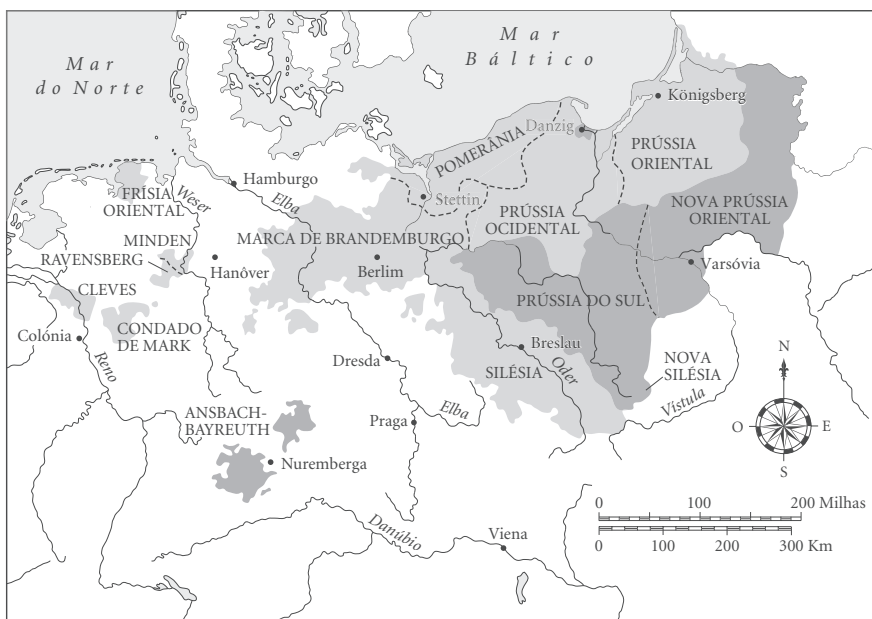 Mar
do Norte
Mar
Báltico
Königsberg
Danzig
POMERÂNIA
PRÚSSIA
ORIENTAL
Hamburgo
Elba
Weser
FRÍSIA
ORIENTAL
Stettin
PRÚSSIA
OCIDENTAL
NOVA PRÚSSIA
ORIENTAL
MINDEN
RAVENSBERG
MARCA DE BRANDEMBURGO
Hanôver
Berlim
Varsóvia
CLEVES
PRÚSSIA DO SUL
Colónia
CONDADO
DE MARK
Reno
Dresda
Breslau
SILÉSIA
Oder
NOVA
SILÉSIA
Vístula
N
O
E
S
ANSBACH-
BAYREUTH
Praga
Elba
Nuremberga
Danúbio
Viena
0 100 200 Milhas
0 100 200 300 Km